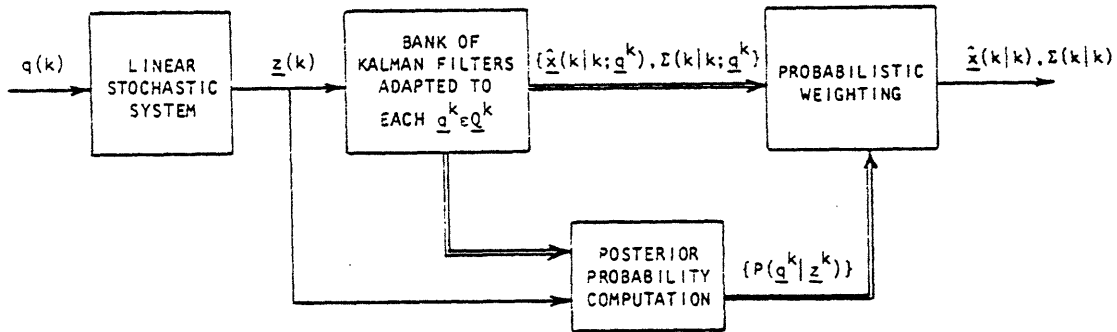 q(k)
LINEAR
STOCHASTIC
SYSTEM
z(k)
BANK OF
KALMAN FILTERS
ADAPTED TO
EACH q^k ε Q^k
{x̂(k|k;q^k),Σ(k|k;q^k)}
PROBABILISTIC
WEIGHTING
x̂(k|k),Σ(k|k)
POSTERIOR
PROBABILITY
COMPUTATION
{P(q^k|z^k)}